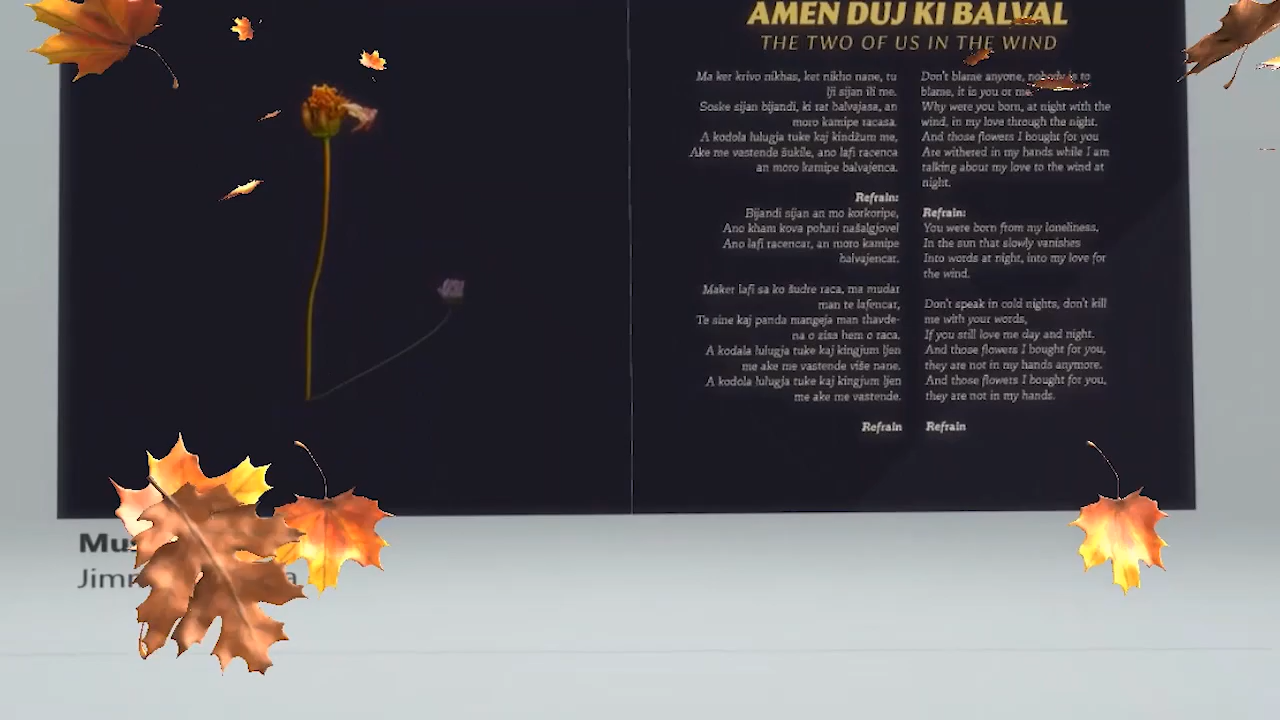 AMEN DUJ KI BALVAL
THE TWO OF US IN THE WIND
Ma ker krivo nikhas, ket nikho nane, tu
lji sijan ili me.
Soske sijan bijandi, ki rat balvajasa, an
moro kamipe racasa.
A kodola lulugja tuke kaj kindžum me,
Ake me vastende šukile, ano lafi racenca
an moro kamipe balvajenca.
Refrain:
Bijandi sijan an mo korkoripe,
Ano kham kova pohari našalgjovel
Ano lafi racencar, an moro kamipe
balvajencar.
Maker lafi sa ko šudre raca, ma mudar
man te lafencar,
Te sine kaj panda mangeja man thavde-
na o zisa hem o raca.
A kodala lulugja tuke kaj kingjum ljen
me ake me vastende više nane.
A kodola lulugja tuke kaj kingjum ljen
me ake me vastende.
Refrain
Don't blame anyone, nobody is to
blame, it is you or me.
Why were you born, at night with the
wind, in my love through the night.
And those flowers I bought for you
Are withered in my hands while I am
talking about my love to the wind at
night.
Refrain:
You were born from my loneliness,
In the sun that slowly vanishes
Into words at night, into my love for
the wind.
Don't speak in cold nights, don't kill
me with your words,
If you still love me day and night.
And those flowers I bought for you,
they are not in my hands anymore.
And those flowers I bought for you,
they are not in my hands.
Refrain